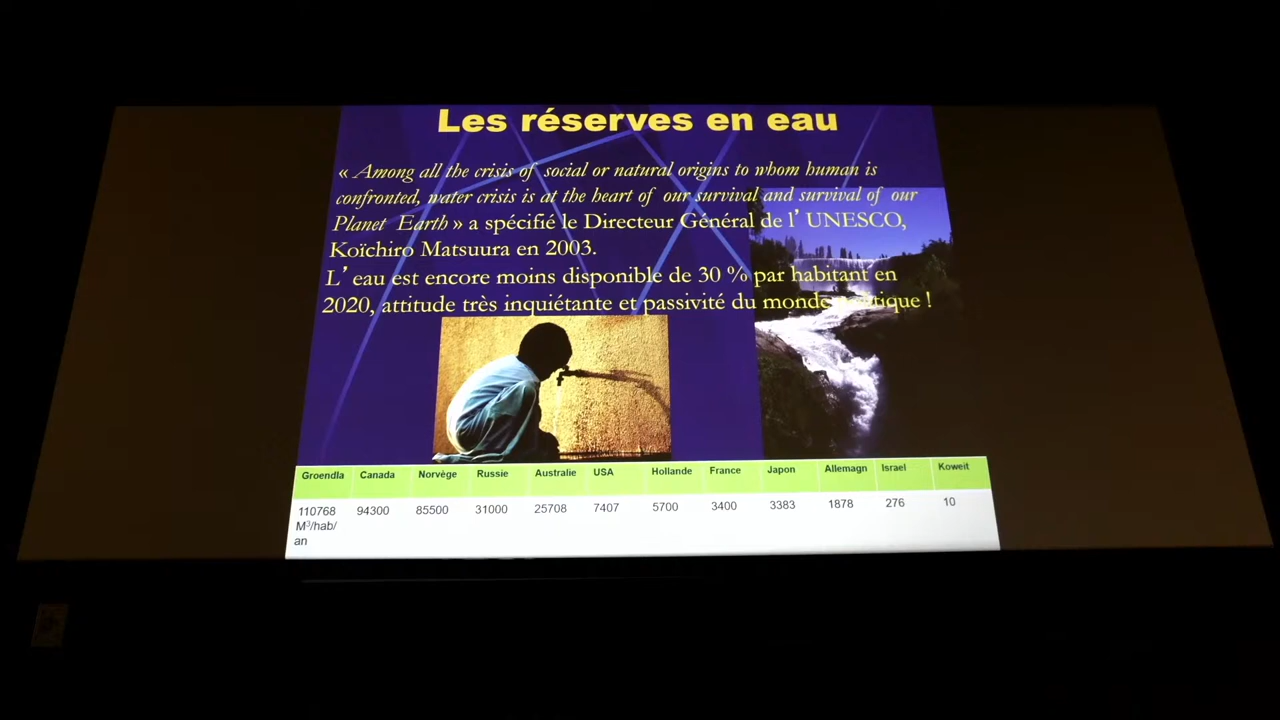 Les réserves en eau
« Among all the crisis of social or natural origins to whom human is
confronted, water crisis is at the heart of our survival and survival of our
Planet Earth » a spécifié le Directeur Général de l’ UNESCO,
Koïchiro Matsuura en 2003.
L’ eau est encore moins disponible de 30 % par habitant en
2020, attitude très inquiétante et passivité du monde !
Groendla Canada Norvège Russie Australie USA Hollande France Japon Allemagn Israel Koweit
110768 94300 85500 31000 25708 7407 5700 3400 3383 1878 276 10
M³/hab/
an